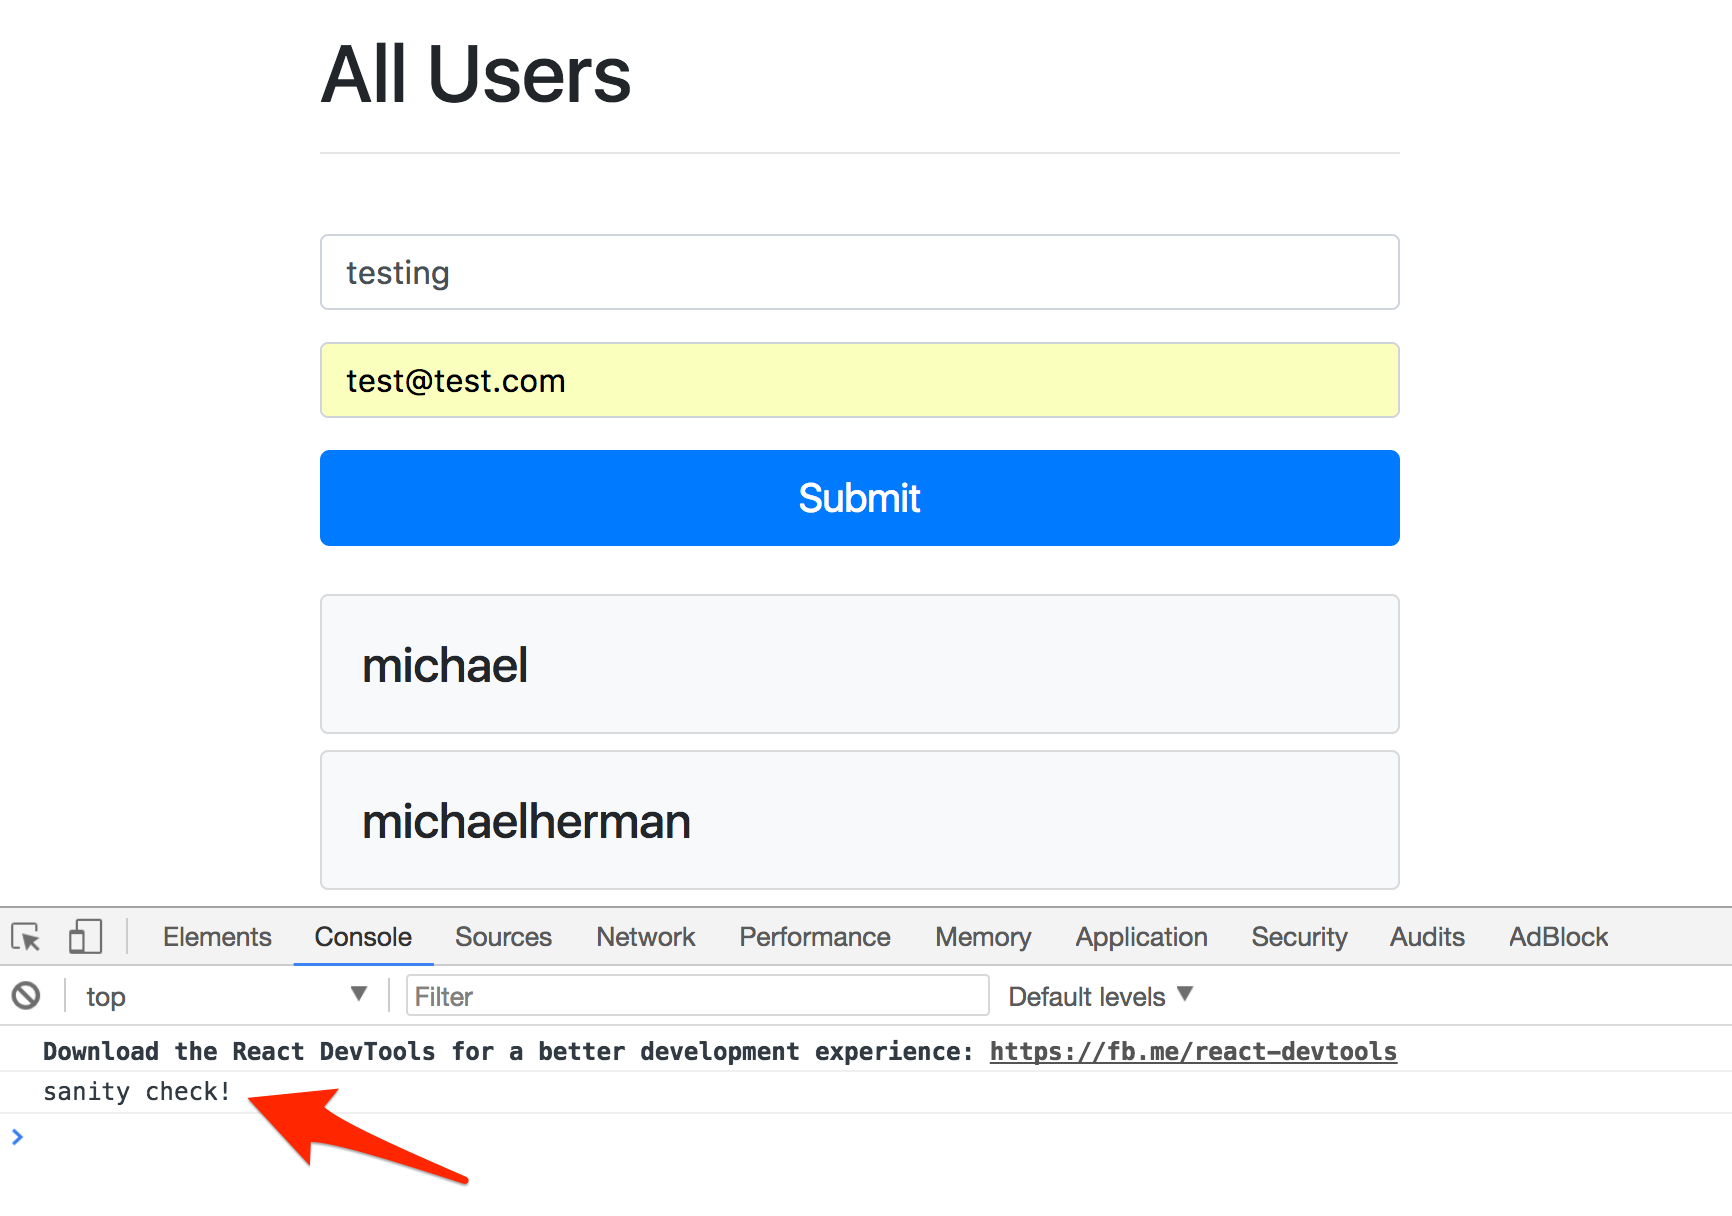 All Users
testing
test@test.com
Submit
michael
michaelherman
Elements Console Sources Network Performance Memory Application Security Audits AdBlock
top ▼ Filter Default levels ▼
Download the React DevTools for a better development experience: https://fb.me/react-devtools
sanity check!